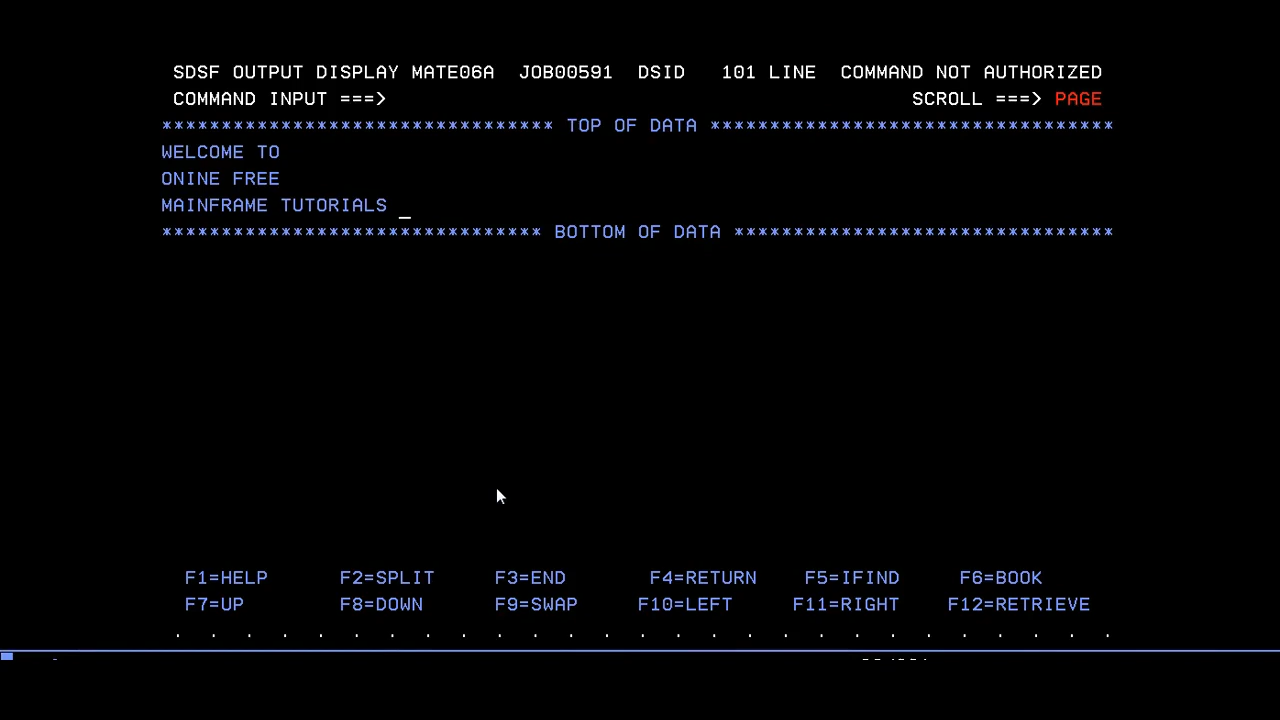 SDSF OUTPUT DISPLAY MATE06A  JOB00591  DSID   101 LINE  COMMAND NOT AUTHORIZED
COMMAND INPUT ===>                                            SCROLL ===> PAGE
********************************* TOP OF DATA **********************************
WELCOME TO
ONINE FREE
MAINFRAME TUTORIALS _
******************************** BOTTOM OF DATA ********************************
F1=HELP      F2=SPLIT     F3=END       F4=RETURN    F5=IFIND     F6=BOOK
F7=UP        F8=DOWN      F9=SWAP     F10=LEFT     F11=RIGHT    F12=RETRIEVE
. . . . . . . . . . . . . . . . . . . . . . . . . . .